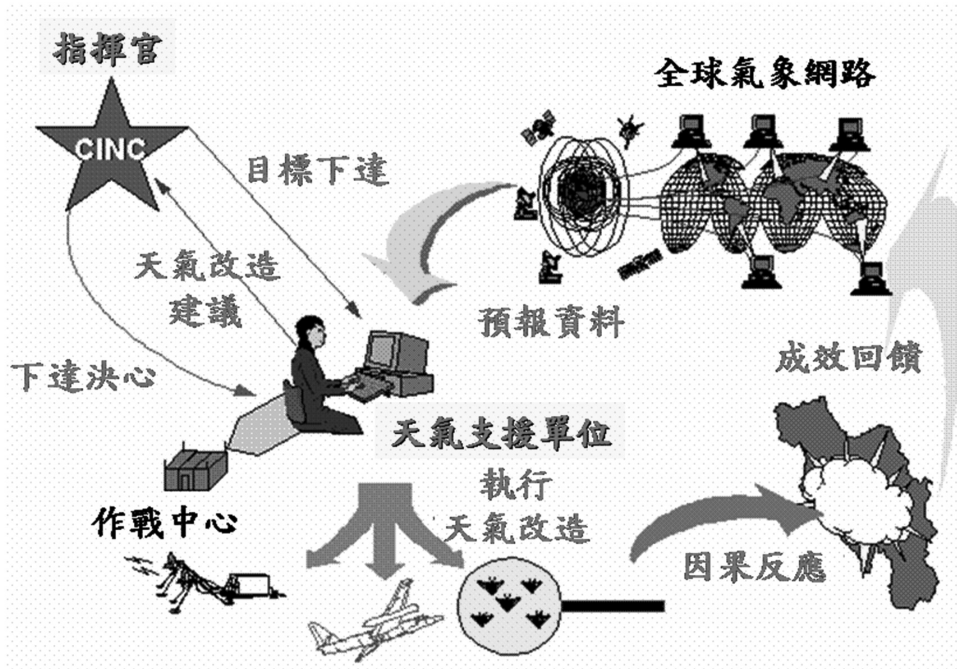 指揮官
CINC
全球氣象網路
目標下達
天氣改造
建議
預報資料
成效回饋
下達決心
天氣支援單位
執行
天氣改造
作戰中心
因果反應